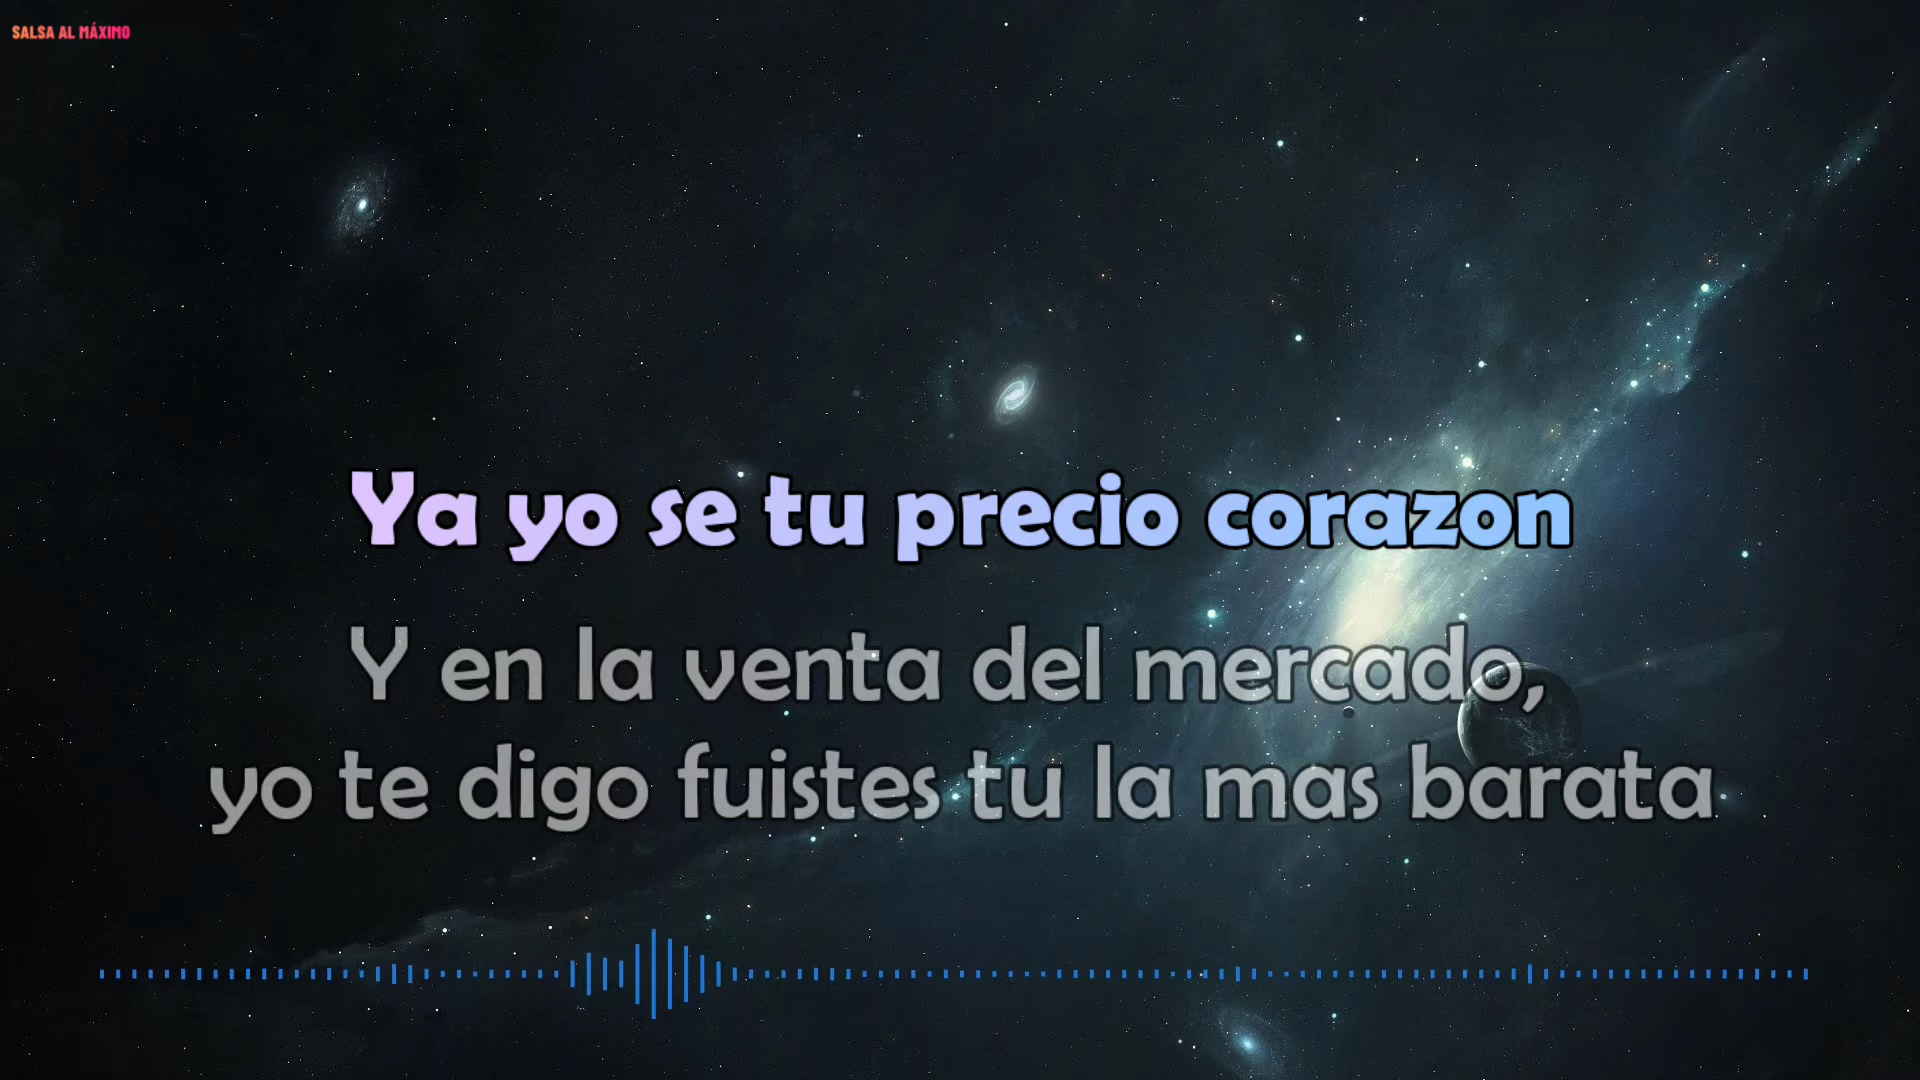 SALSA AL MÁXIMO
Ya yo se tu precio corazon
Y en la venta del mercado,
yo te digo fuistes tu la mas barata